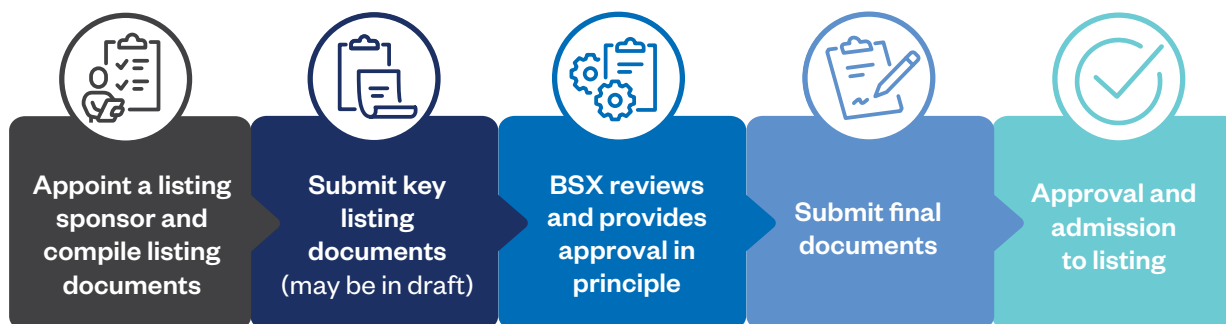 Appoint a listing
sponsor and
compile listing
documents
Submit key
listing
documents
(may be in draft)
BSX reviews
and provides
approval in
principle
Submit final
documents
Approval and
admission
to listing